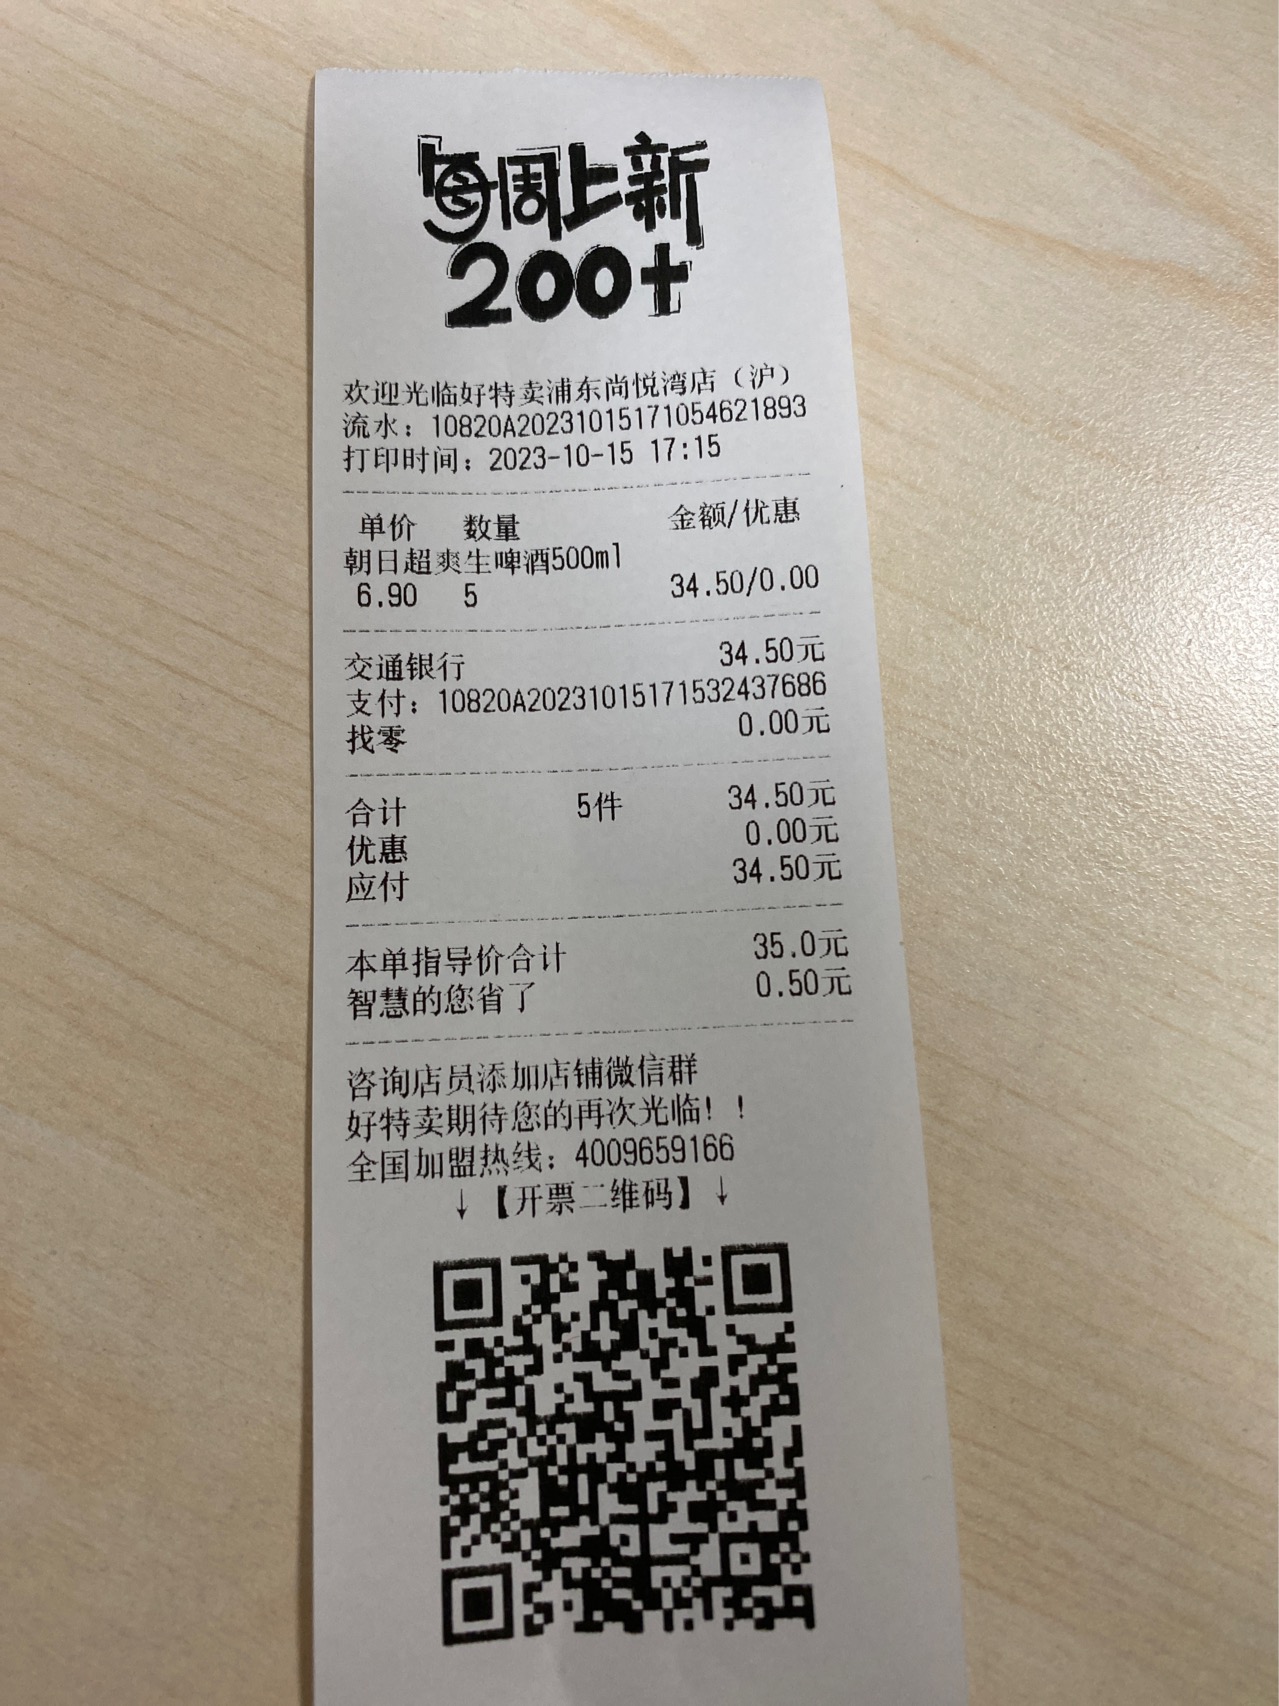 每周上新
200+
欢迎光临好特卖浦东尚悦湾店（沪）
流水：10820A20231015171054621893
打印时间：2023-10-15 17:15
单价 数量 金额/优惠
朝日超爽生啤酒500ml
6.90 5 34.50/0.00
交通银行 34.50元
支付：10820A20231015171532437686
找零 0.00元
合计 5件 34.50元
优惠 0.00元
应付 34.50元
本单指导价合计 35.0元
智慧的您省了 0.50元
咨询店员添加店铺微信群
好特卖期待您的再次光临！！
全国加盟热线：4009659166
↓【开票二维码】↓